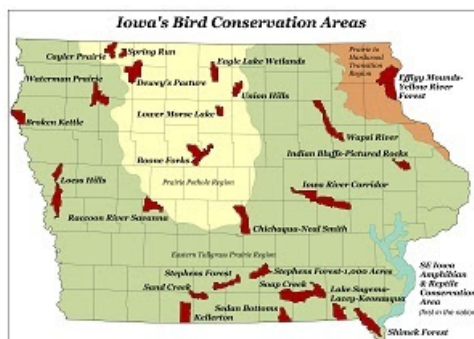 Iowa's Bird Conservation Areas
Cayler Prairie
Spring Run
Eagle Lake Wetlands
Prairie to
Hardwood
Transition
Region
Waterman Prairie
Dewey's Pasture
Union Hills
Effigy Mounds-
Yellow River
Forest
Broken Kettle
Lower Morse Lake
Wapsi River
Boone Forks
Indian Bluffs-Pictured Rocks
Loess Hills
Prairie Pothole Region
Iowa River Corridor
Raccoon River Savanna
Chichaqua-Neal Smith
Eastern Tallgrass Prairie Region
Stephens Forest
Stephens Forest-1,000 Acres
Sand Creek
Soap Creek
Lake Sugema-
Lacey-Keosauqua
SE Iowa
Amphibian
& Reptile
Conservation
Area
(first in the nation)
Kellerton
Sedan Bottoms
Shimek Forest